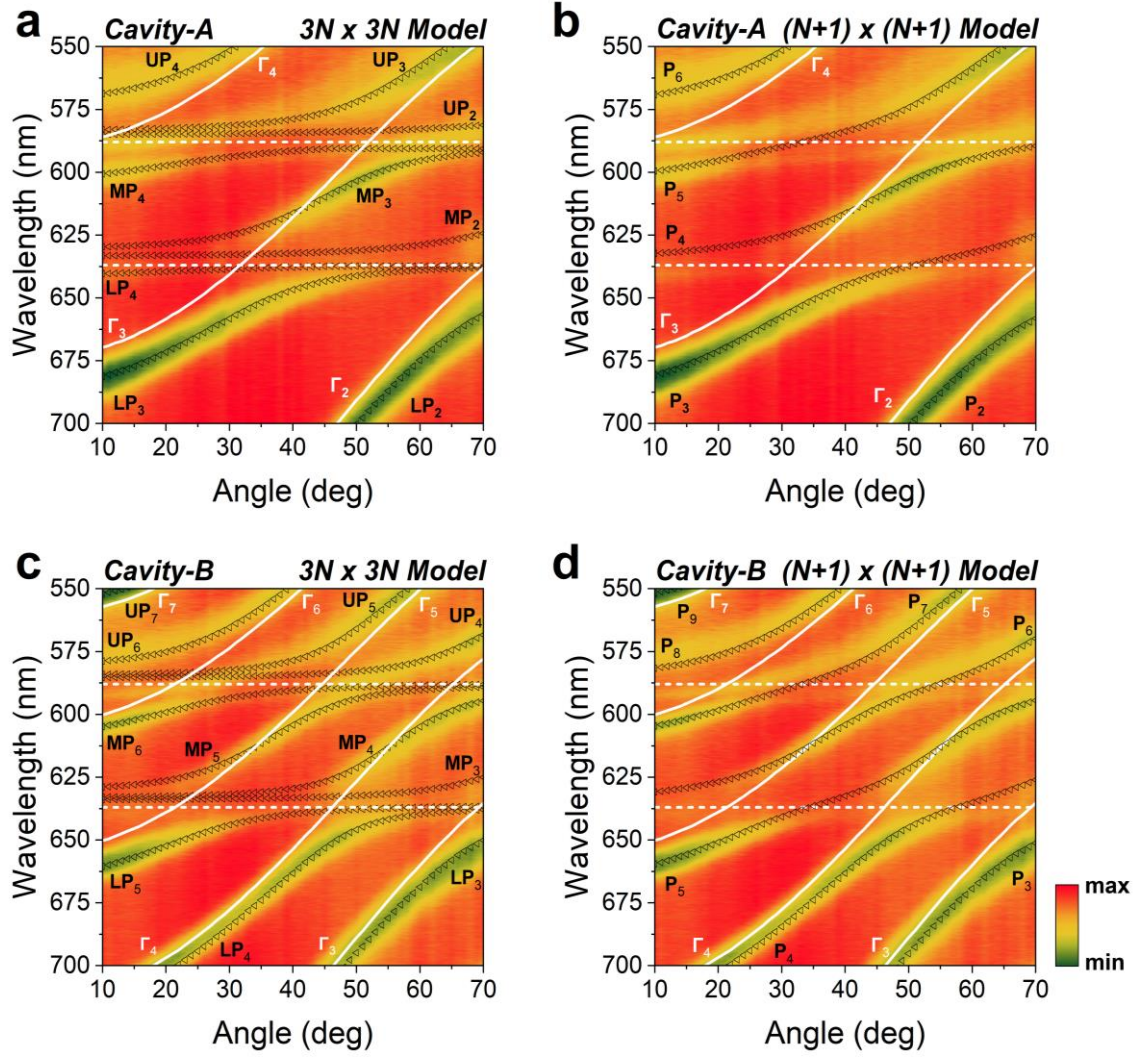 a Cavity-A 3N x 3N Model
550
575
600
625
650
675
700
Wavelength (nm)
UP4
Γ4
UP3
UP2
MP4
MP3
MP2
LP4
Γ3
LP3
Γ2
LP2
10 20 30 40 50 60 70
Angle (deg)
b Cavity-A (N+1) x (N+1) Model
550
575
600
625
650
675
700
Wavelength (nm)
P6
Γ4
P5
P4
Γ3
P3
Γ2
P2
10 20 30 40 50 60 70
Angle (deg)
c Cavity-B 3N x 3N Model
550
575
600
625
650
675
700
Wavelength (nm)
UP7
Γ7
Γ6
UP5
Γ5
UP6
UP4
MP6
MP5
MP4
MP3
LP5
LP3
Γ4
LP4
Γ3
10 20 30 40 50 60 70
Angle (deg)
d Cavity-B (N+1) x (N+1) Model
550
575
600
625
650
675
700
Wavelength (nm)
P9
Γ7
Γ6
P7
Γ5
P8
P6
P5
P3
Γ4
P4
Γ3
10 20 30 40 50 60 70
Angle (deg)
max
min